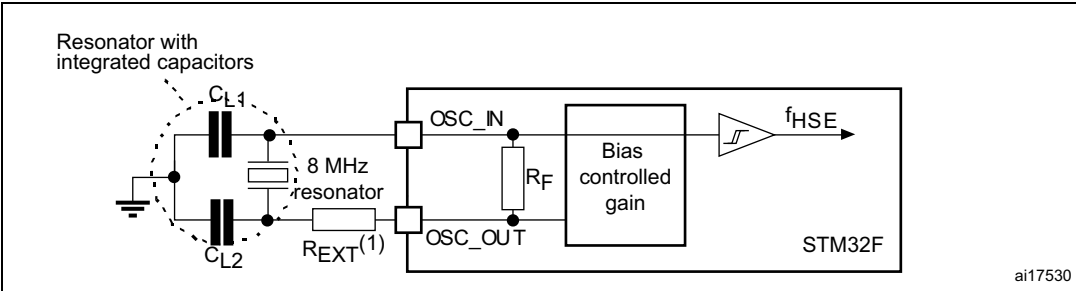 Resonator with
integrated capacitors
CL1
OSC_IN
fHSE
8 MHz
resonator
RF
Bias
controlled
gain
REXT(1)
OSC_OUT
STM32F
CL2
ai17530